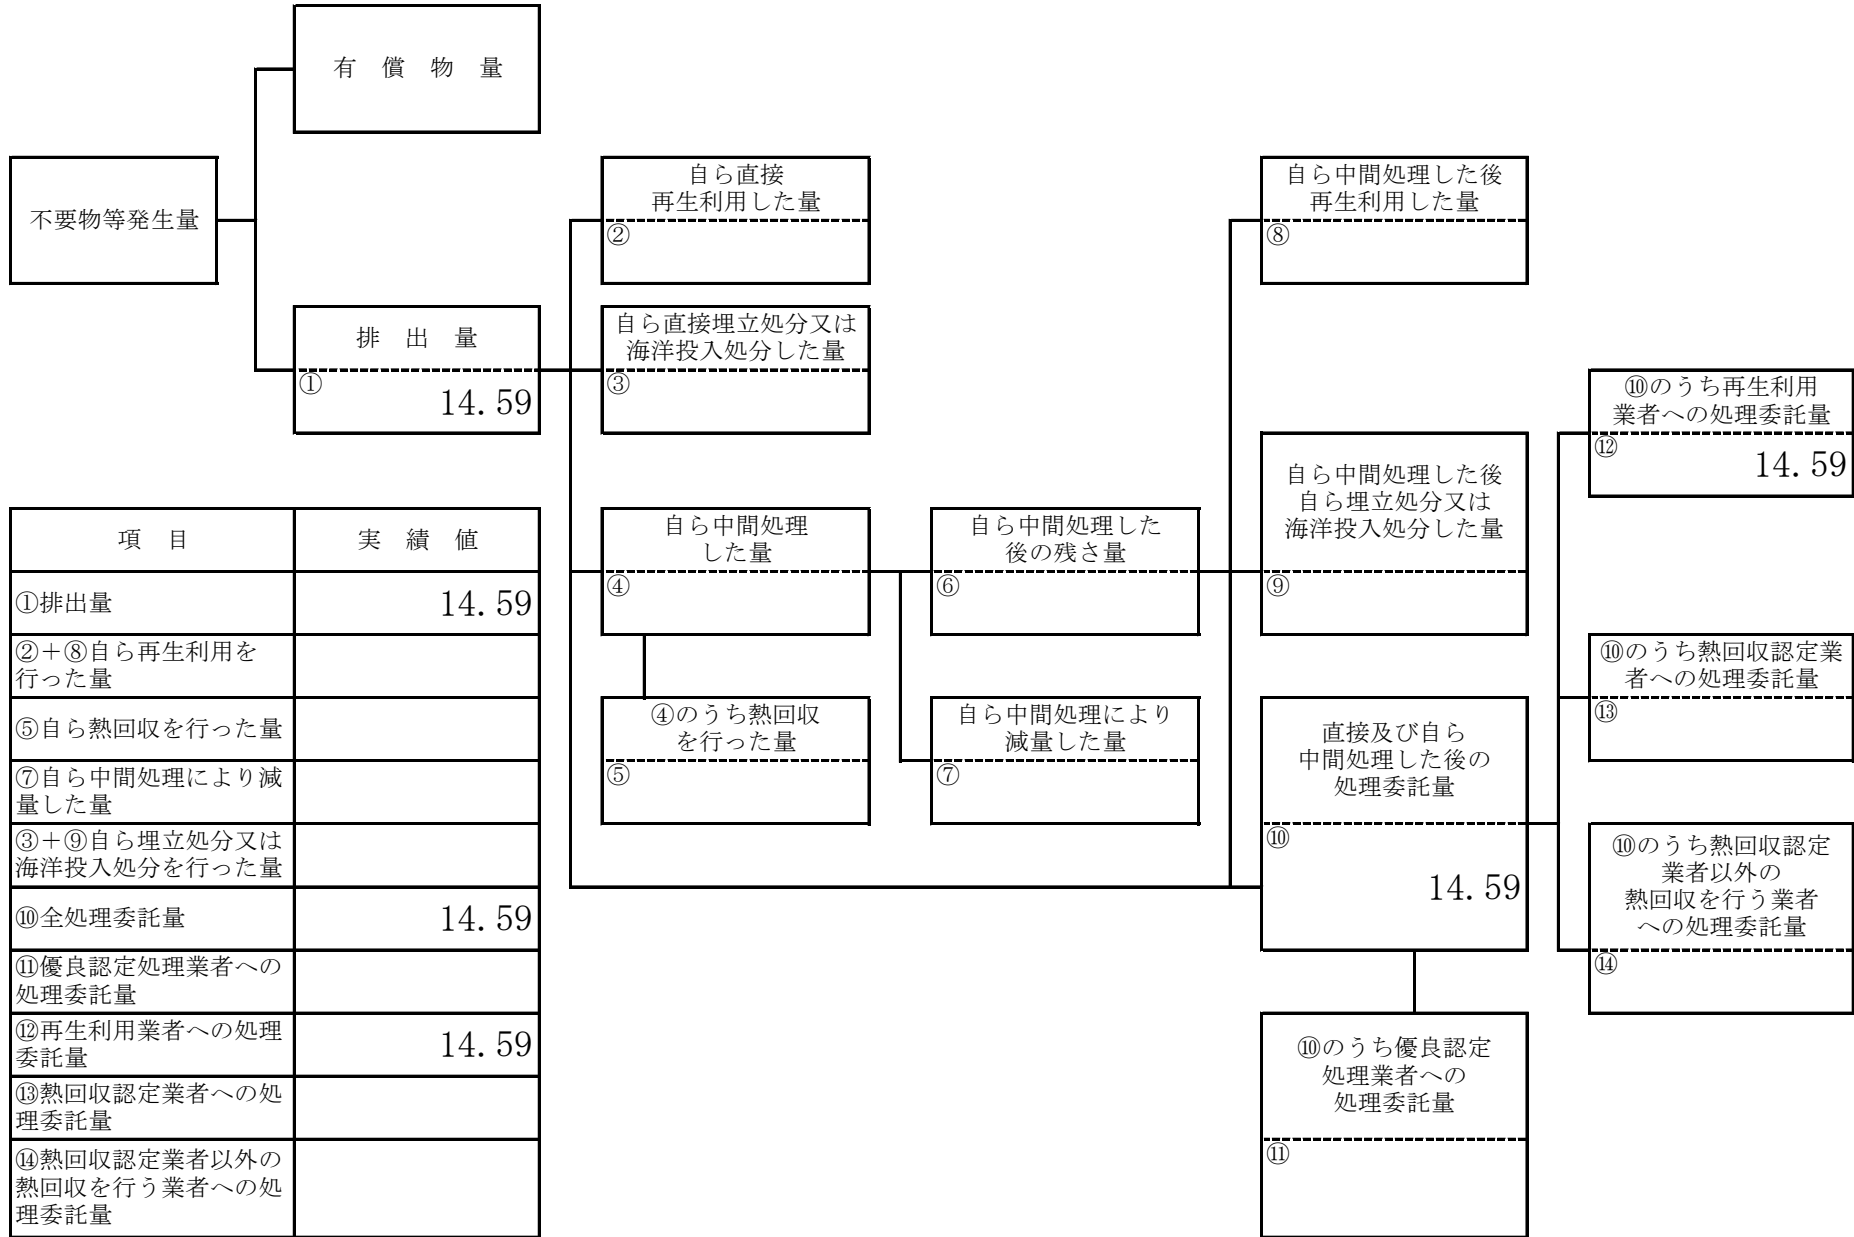 有 償 物 量
不要物等発生量
排 出 量
①
14.59
自ら直接
再生利用した量
②
自ら直接埋立処分又は
海洋投入処分した量
③
自ら中間処理
した量
④
④のうち熱回収
を行った量
⑤
自ら中間処理した
後の残さ量
⑥
自ら中間処理により
減量した量
⑦
自ら中間処理した後
再生利用した量
⑧
自ら中間処理した後
自ら埋立処分又は
海洋投入処分した量
⑨
直接及び自ら
中間処理した後の
処理委託量
⑩
14.59
⑩のうち優良認定
処理業者への
処理委託量
⑪
⑩のうち再生利用
業者への処理委託量
⑫
14.59
⑩のうち熱回収認定業
者への処理委託量
⑬
⑩のうち熱回収認定
業者以外の
熱回収を行う業者
への処理委託量
⑭
項 目 実 績 値
①排出量 14.59
②＋⑧自ら再生利用を
行った量
⑤自ら熱回収を行った量
⑦自ら中間処理により減
量した量
③＋⑨自ら埋立処分又は
海洋投入処分を行った量
⑩全処理委託量 14.59
⑪優良認定処理業者への
処理委託量
⑫再生利用業者への処理
委託量 14.59
⑬熱回収認定業者への処
理委託量
⑭熱回収認定業者以外の
熱回収を行う業者への処
理委託量